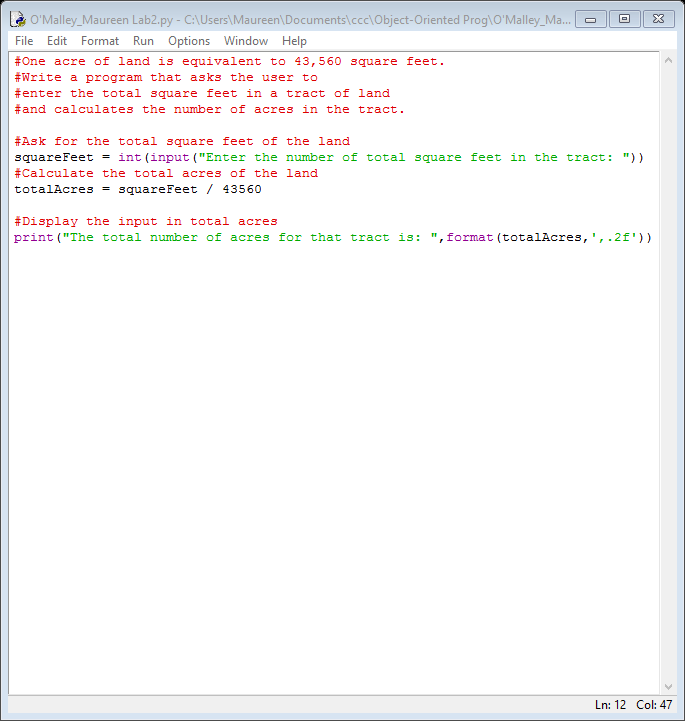 O'Malley_Maureen Lab2.py - C:\Users\Maureen\Documents\ccc\Object-Oriented Prog\O'Malley_Ma...
File Edit Format Run Options Window Help
#One acre of land is equivalent to 43,560 square feet.
#Write a program that asks the user to
#enter the total square feet in a tract of land
#and calculates the number of acres in the tract.
#Ask for the total square feet of the land
squareFeet = int(input("Enter the number of total square feet in the tract: "))
#Calculate the total acres of the land
totalAcres = squareFeet / 43560
#Display the input in total acres
print("The total number of acres for that tract is: ",format(totalAcres,',.2f'))
Ln: 12 Col: 47